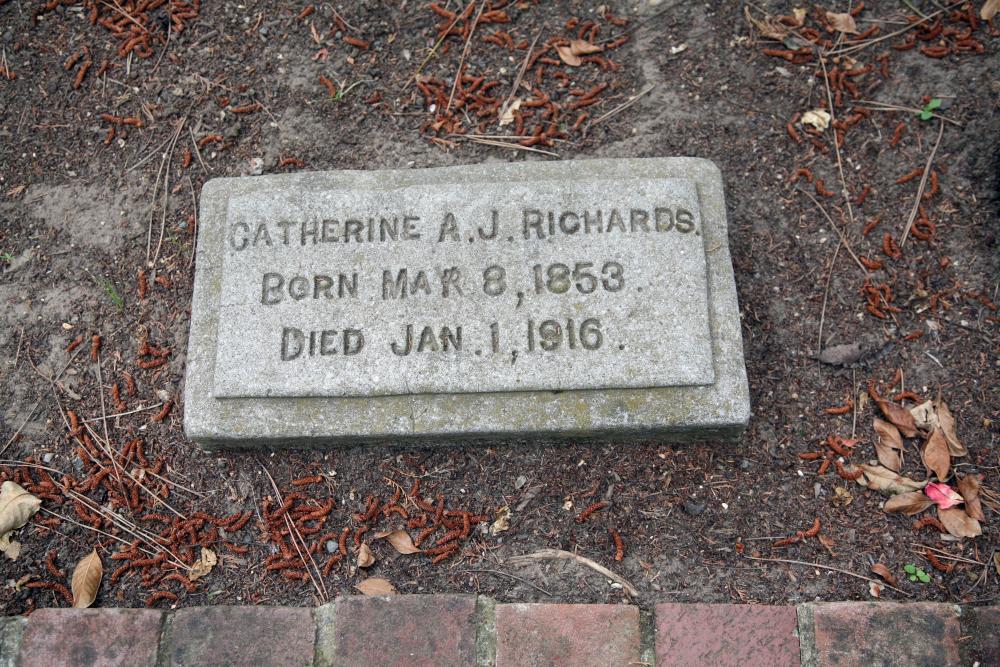 CATHERINE A. J. RICHARDS.
BORN MAR 8, 1853.
DIED JAN. 1, 1916.